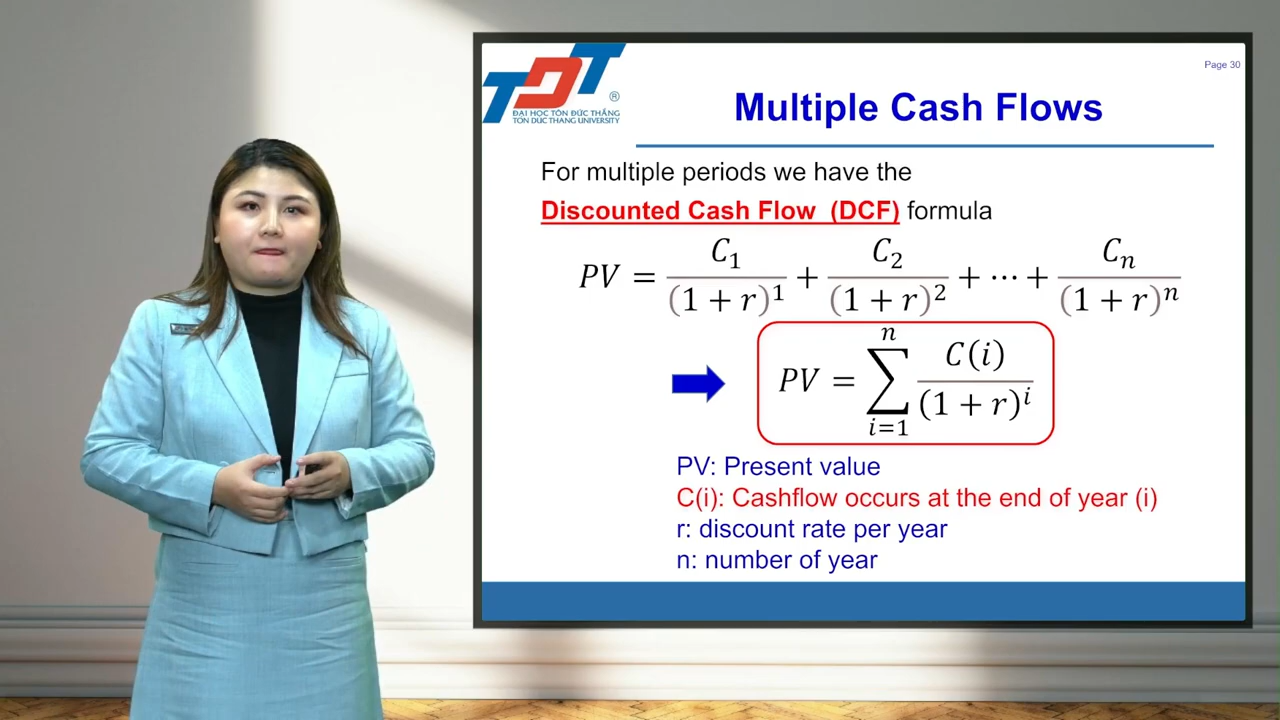 TDT
®
ĐẠI HỌC TÔN ĐỨC THẮNG
TON DUC THANG UNIVERSITY
Page 30
Multiple Cash Flows
For multiple periods we have the
Discounted Cash Flow (DCF) formula
PV = C₁/(1 + r)¹ + C₂/(1 + r)² + ⋯ + Cₙ/(1 + r)ⁿ
PV = ∑ⁿᵢ₌₁ C(i)/(1 + r)ⁱ
PV: Present value
C(i): Cashflow occurs at the end of year (i)
r: discount rate per year
n: number of year